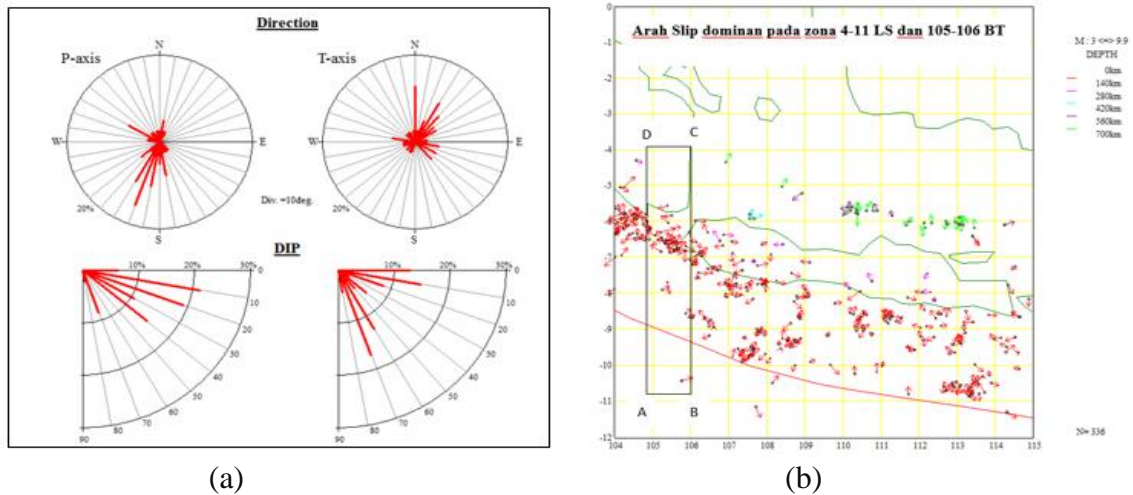 Direction
P-axis
T-axis
N
N
W
E
W
E
20%
20%
Div. =10deg.
S
S
DIP
10%
20%
30%
0
10
20
30
40
50
60
70
80
90
10%
20%
30%
0
10
20
30
40
50
60
70
80
90
(a)
Arah Slip dominan pada zona 4-11 LS dan 105-106 BT
M : 3 <=> 9.9
DEPTH
0km
140km
280km
420km
560km
700km
0
-1
-2
-3
-4
-5
-6
-7
-8
-9
-10
-11
-12
D
C
A
B
104
105
106
107
108
109
110
111
112
113
114
115
N= 336
(b)